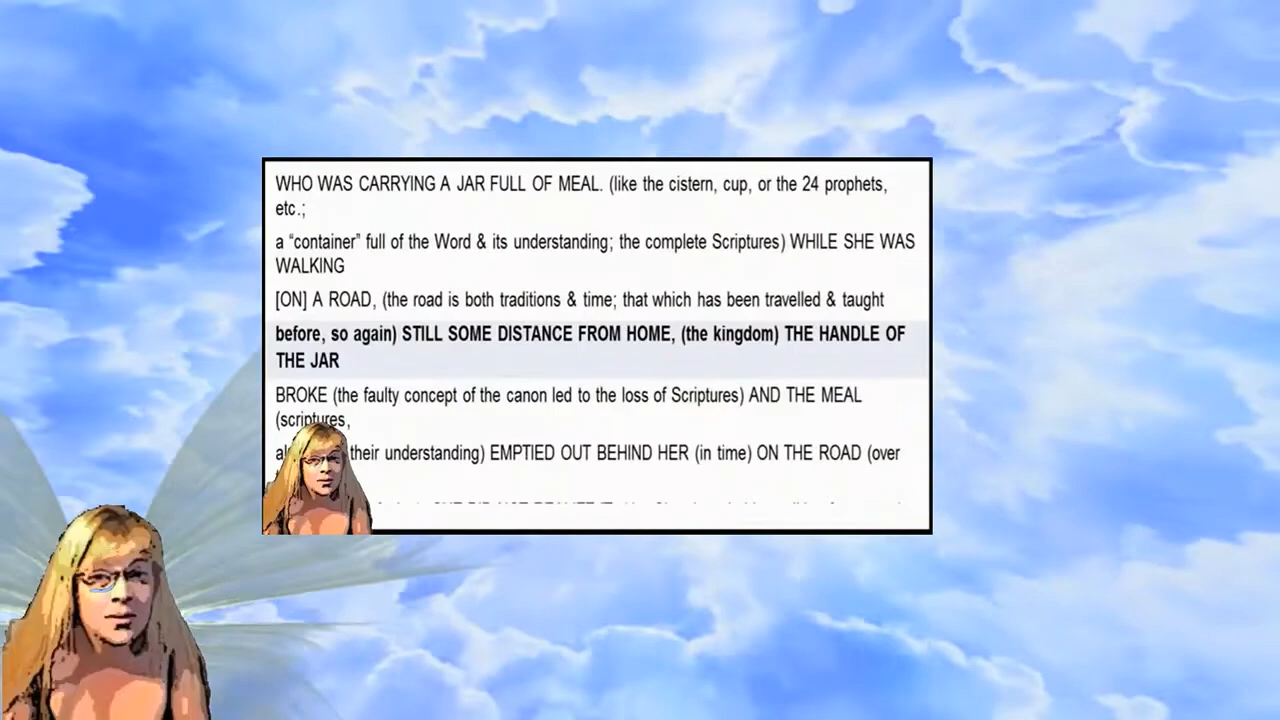 WHO WAS CARRYING A JAR FULL OF MEAL. (like the cistern, cup, or the 24 prophets,
etc.;
a “container” full of the Word & its understanding; the complete Scriptures) WHILE SHE WAS
WALKING
[ON] A ROAD, (the road is both traditions & time; that which has been travelled & taught
before, so again) STILL SOME DISTANCE FROM HOME, (the kingdom) THE HANDLE OF
THE JAR
BROKE (the faulty concept of the canon led to the loss of Scriptures) AND THE MEAL
(scriptures,
their understanding) EMPTIED OUT BEHIND HER (in time) ON THE ROAD (over